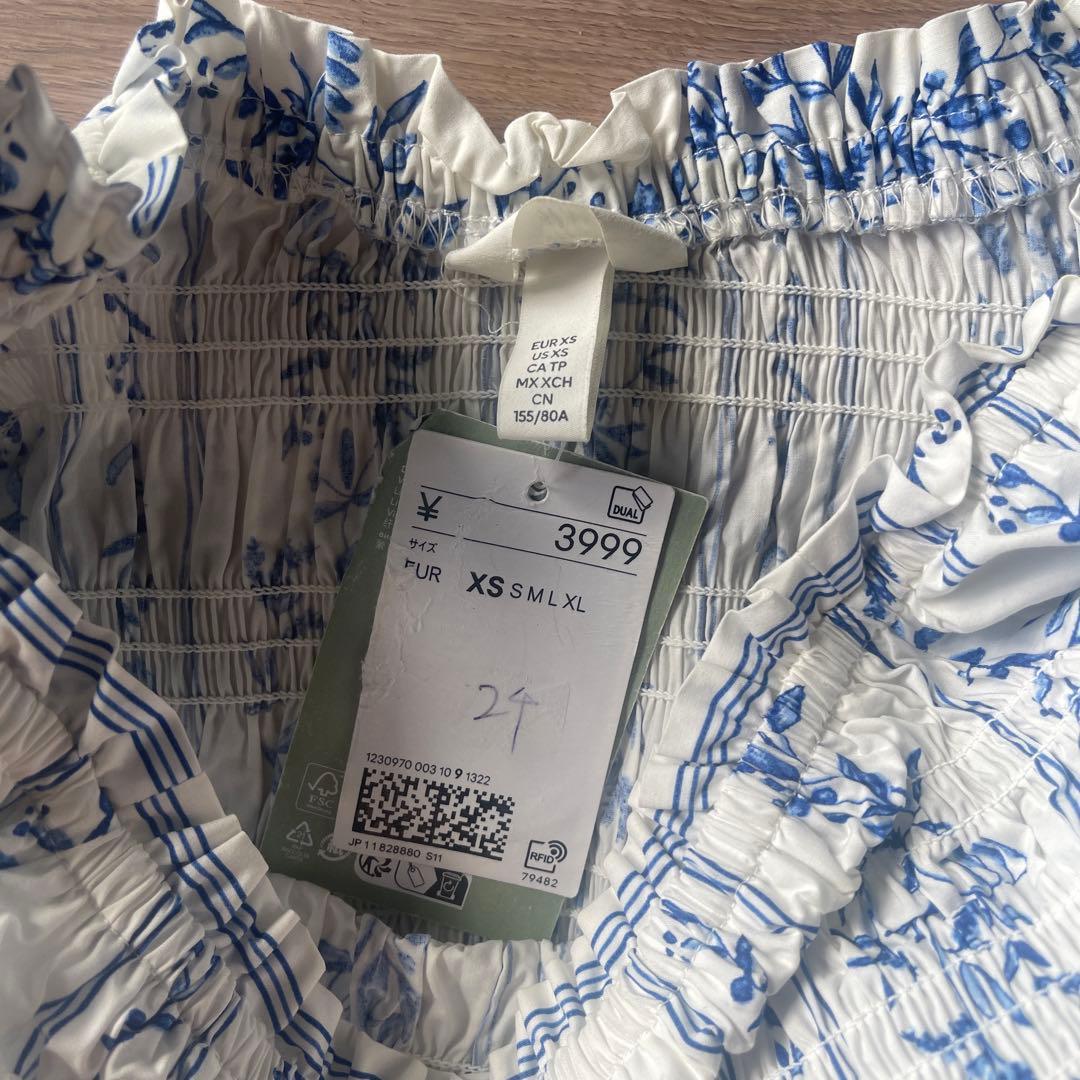 EUR XS
US XS
CA TP
MX XCH
CN
155/80A
DUAL
¥ 3999
サイズ
EUR XS S M L XL
24
1230970 003 10 9 1322
JP 11828880 S11
RFID
79482
FSC